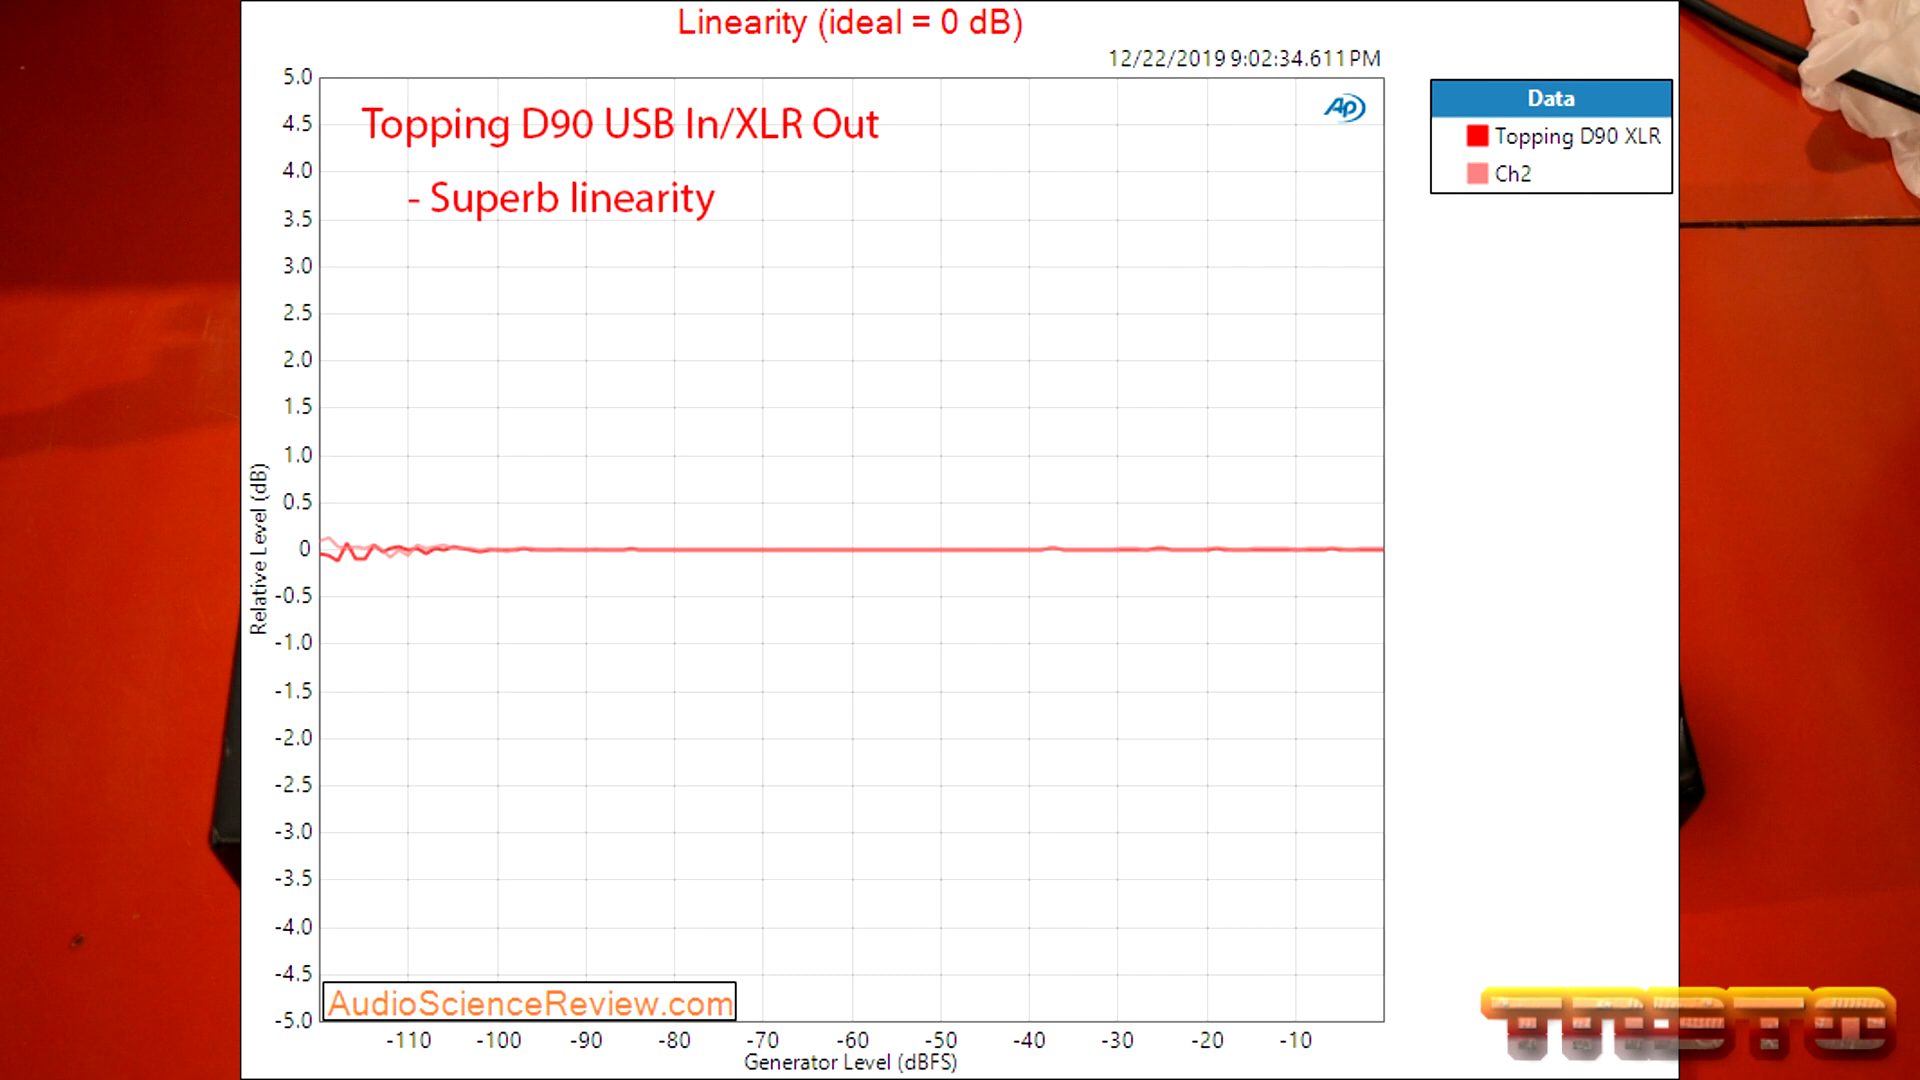 Linearity (ideal = 0 dB)
12/22/2019 9:02:34.611 PM
Topping D90 USB In/XLR Out
- Superb linearity
AP
Data
Topping D90 XLR
Ch2
Relative Level (dB)
5.0
4.5
4.0
3.5
3.0
2.5
2.0
1.5
1.0
0.5
0
-0.5
-1.0
-1.5
-2.0
-2.5
-3.0
-3.5
-4.0
-4.5
-5.0
AudioScienceReview.com
-110 -100 -90 -80 -70 -60 -50 -40 -30 -20 -10
Generator Level (dBFS)